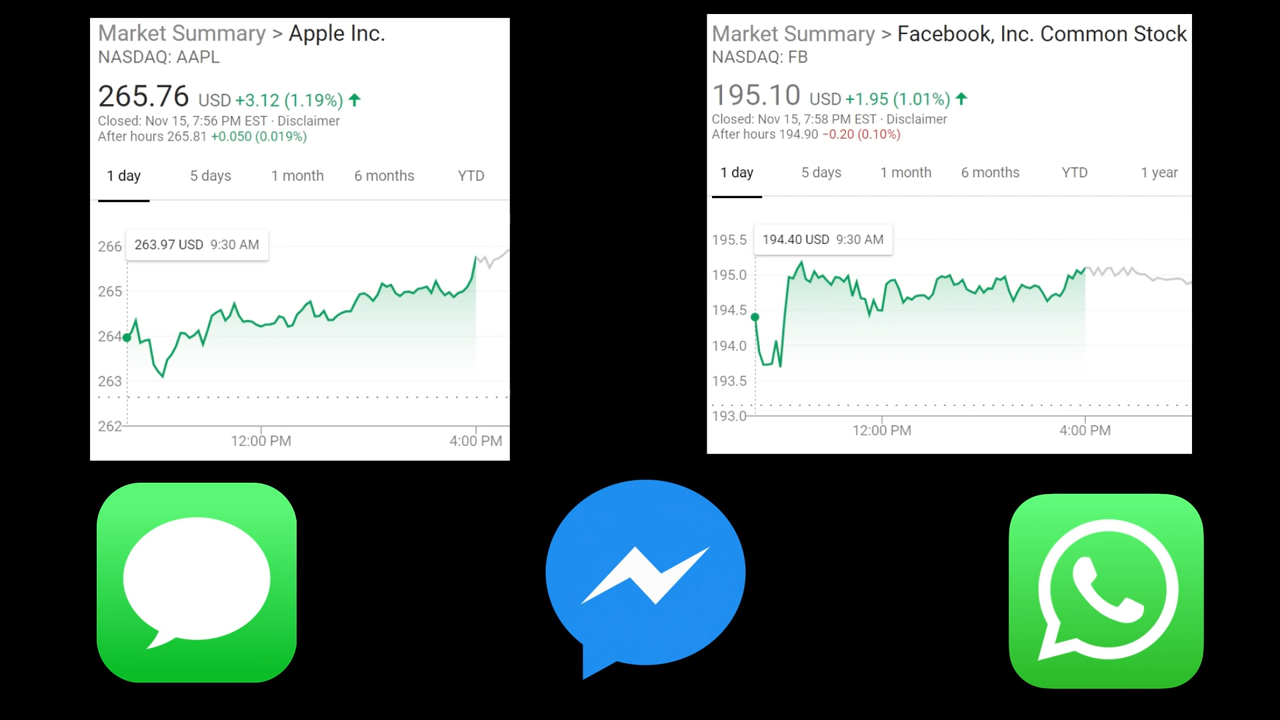 Market Summary > Apple Inc.
NASDAQ: AAPL
265.76 USD +3.12 (1.19%)
Closed: Nov 15, 7:56 PM EST · Disclaimer
After hours 265.81 +0.050 (0.019%)
1 day 5 days 1 month 6 months YTD
263.97 USD 9:30 AM
266
265
264
263
262
12:00 PM 4:00 PM
Market Summary > Facebook, Inc. Common Stock
NASDAQ: FB
195.10 USD +1.95 (1.01%)
Closed: Nov 15, 7:58 PM EST · Disclaimer
After hours 194.90 −0.20 (0.10%)
1 day 5 days 1 month 6 months YTD 1 year
194.40 USD 9:30 AM
195.5
195.0
194.5
194.0
193.5
193.0
12:00 PM 4:00 PM